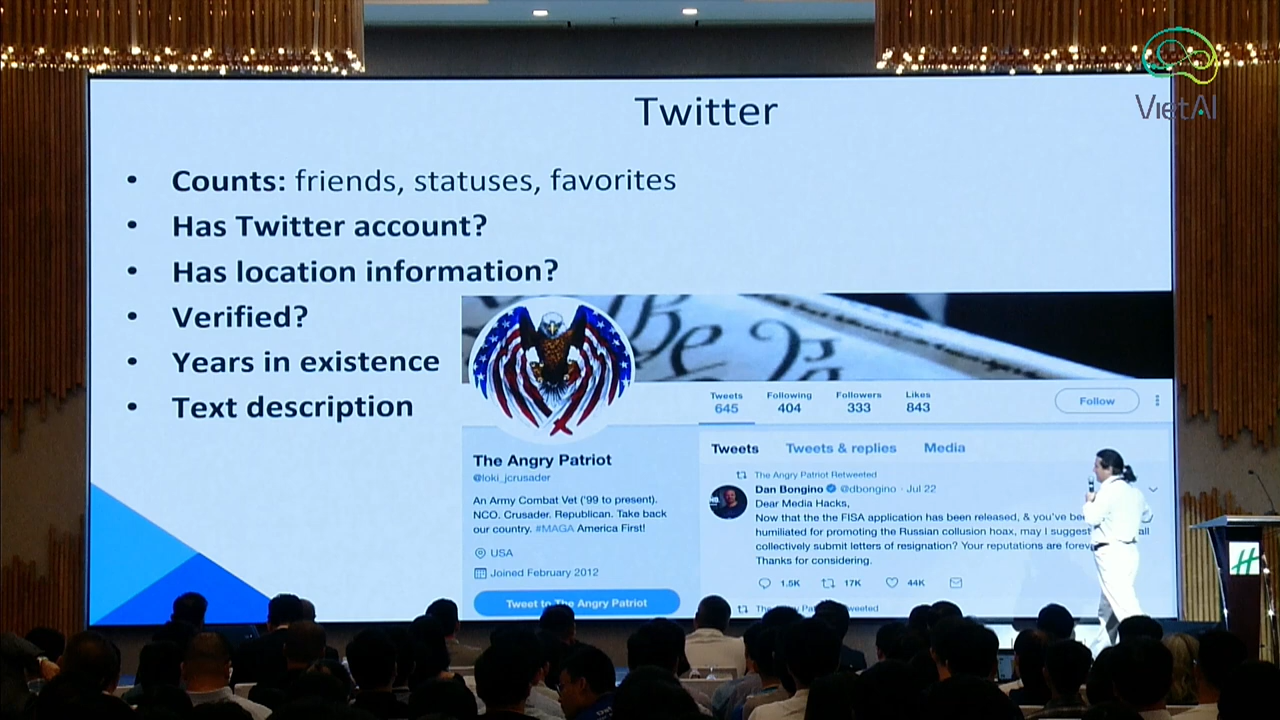 VietAI
Twitter
• Counts: friends, statuses, favorites
• Has Twitter account?
• Has location information?
• Verified?
• Years in existence
• Text description
Tweets Following Followers Likes
645 404 333 843
Follow
The Angry Patriot
@loki_jcrusader
An Army Combat Vet ('99 to present).
NCO. Crusader. Republican. Take back
our country. #MAGA America First!
USA
Joined February 2012
Tweet to The Angry Patriot
Tweets Tweets & replies Media
The Angry Patriot Retweeted
Dan Bongino @dbongino · Jul 22
Dear Media Hacks,
Now that the the FISA application has been released, & you've
humiliated for promoting the Russian collusion hoax, may I suggest all
collectively submit letters of resignation? Your reputations are
Thanks for considering.
1.5K 17K 44K
The
H